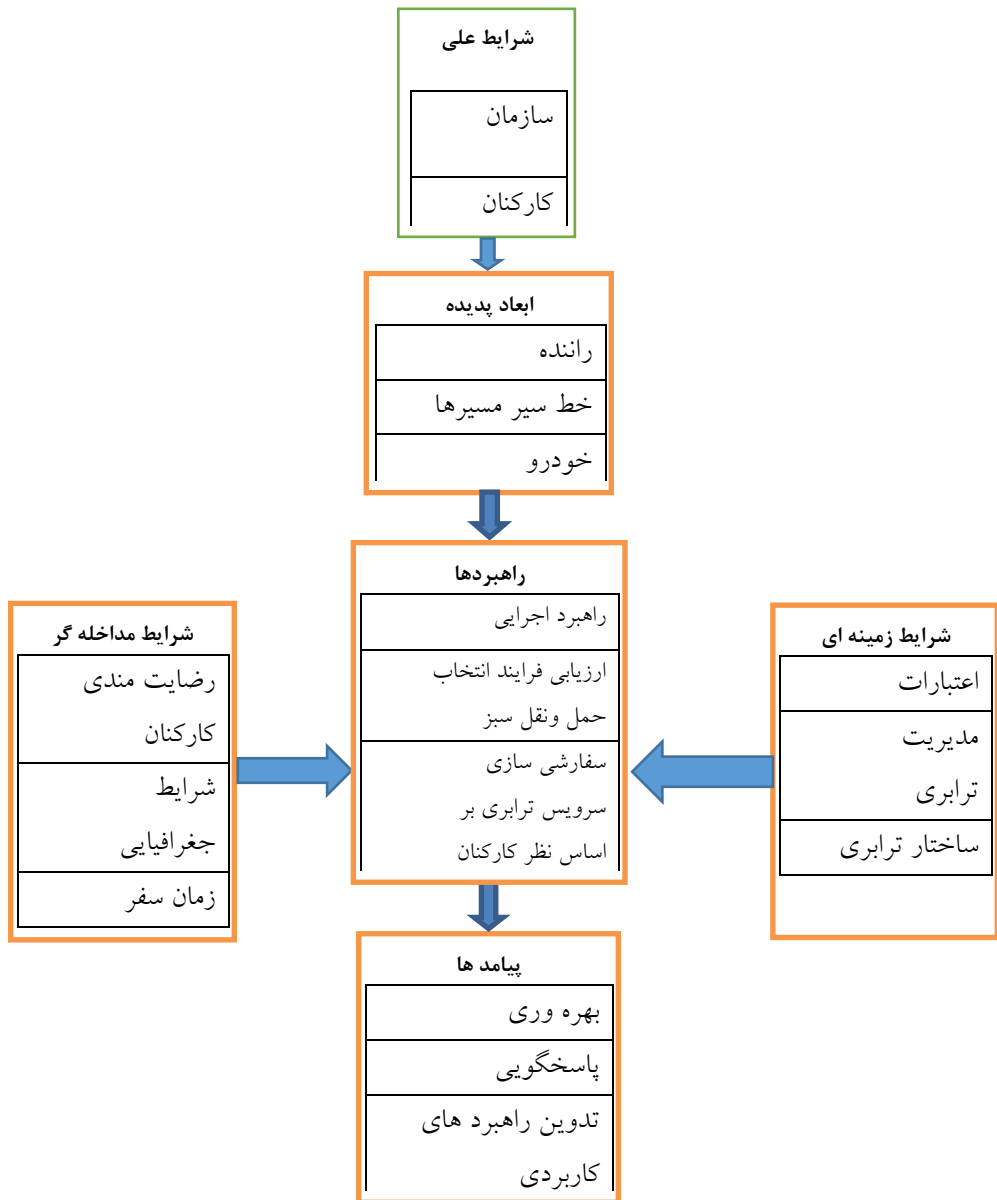 شرایط علی
سازمان
کارکنان
ابعاد پدیده
راننده
خط سیر مسیرها
خودرو
راهبردها
راهبرد اجرایی
ارزیابی فرایند انتخاب
حمل ونقل سبز
سفارشی سازی
سرویس ترابری بر
اساس نظر کارکنان
شرایط زمینه ای
اعتبارات
مدیریت
ترابری
ساختار ترابری
شرایط مداخله گر
رضایت مندی
کارکنان
شرایط
جغرافیایی
زمان سفر
پیامد ها
بهره وری
پاسخگویی
تدوین راهبرد های
کاربردی